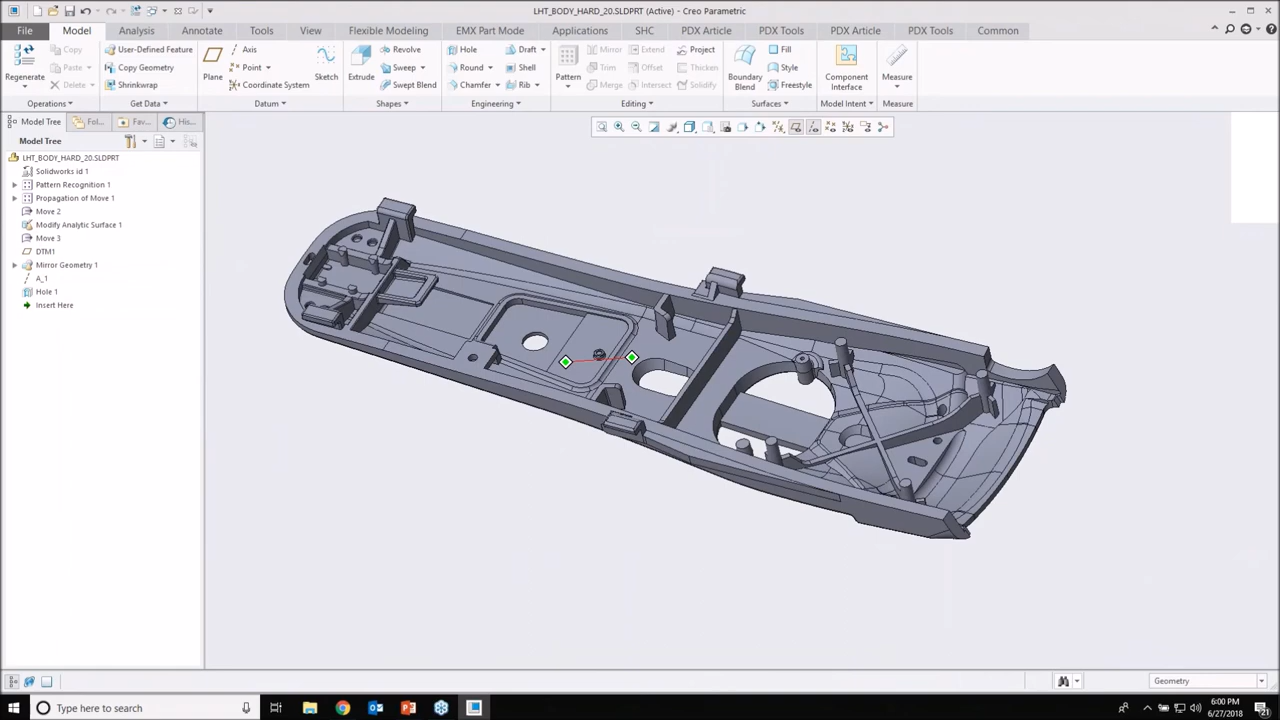 LHT_BODY_HARD_20.SLDPRT (Active) - Creo Parametric
File Model Analysis Annotate Tools View Flexible Modeling EMX Part Mode Applications SHC PDX Article PDX Tools PDX Article PDX Tools Common
Regenerate
Copy
Paste
Delete
Operations
User-Defined Feature
Copy Geometry
Shrinkwrap
Get Data
Plane
Axis
Point
Coordinate System
Sketch
Datum
Extrude
Revolve
Sweep
Swept Blend
Shapes
Hole
Round
Chamfer
Draft
Shell
Rib
Engineering
Pattern
Mirror
Trim
Merge
Extend
Offset
Intersect
Project
Thicken
Solidify
Editing
Boundary
Blend
Fill
Style
Freestyle
Surfaces
Component
Interface
Model Intent
Measure
Measure
Model Tree Fol... Fav... His...
Model Tree
LHT_BODY_HARD_20.SLDPRT
Solidworks id 1
Pattern Recognition 1
Propagation of Move 1
Move 2
Modify Analytic Surface 1
Move 3
DTM1
Mirror Geometry 1
A_1
Hole 1
Insert Here
Geometry
Type here to search
6:00 PM
6/27/2018
21